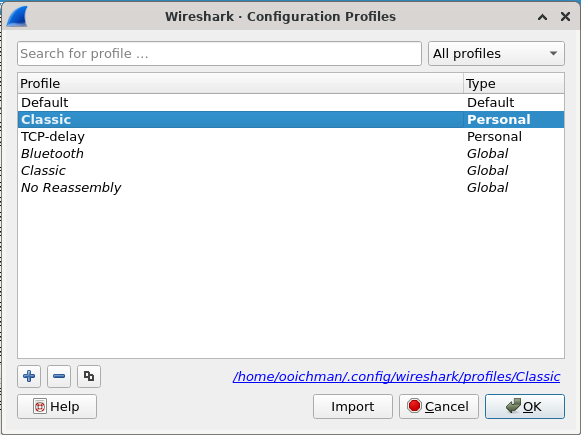 Wireshark · Configuration Profiles
Search for profile ... All profiles
Profile Type
Default Default
Classic Personal
TCP-delay Personal
Bluetooth Global
Classic Global
No Reassembly Global
/home/ooichman/.config/wireshark/profiles/Classic
Help Import Cancel OK